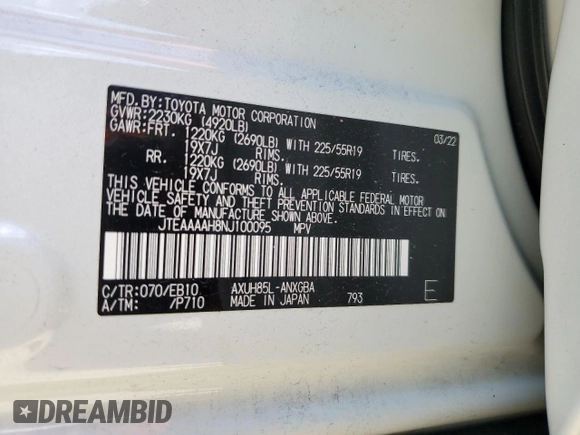 MFD.BY:TOYOTA MOTOR CORPORATION 03/22
GVWR:2230KG (4920LB)
GAWR:FRT. 1220KG (2690LB) WITH 225/55R19 TIRES.
19X7J RIMS.
RR. 1220KG (2690LB) WITH 225/55R19 TIRES.
19X7J RIMS.
THIS VEHICLE CONFORMS TO ALL APPLICABLE FEDERAL MOTOR
VEHICLE SAFETY AND THEFT PREVENTION STANDARDS IN EFFECT
ON THE DATE OF MANUFACTURE SHOWN ABOVE.
JTEAAAAH8NJ100095 MPV
C/TR:070/EB10 AXUH85L-ANXGBA
A/TM: /P710 MADE IN JAPAN 793 E
DREAMBID